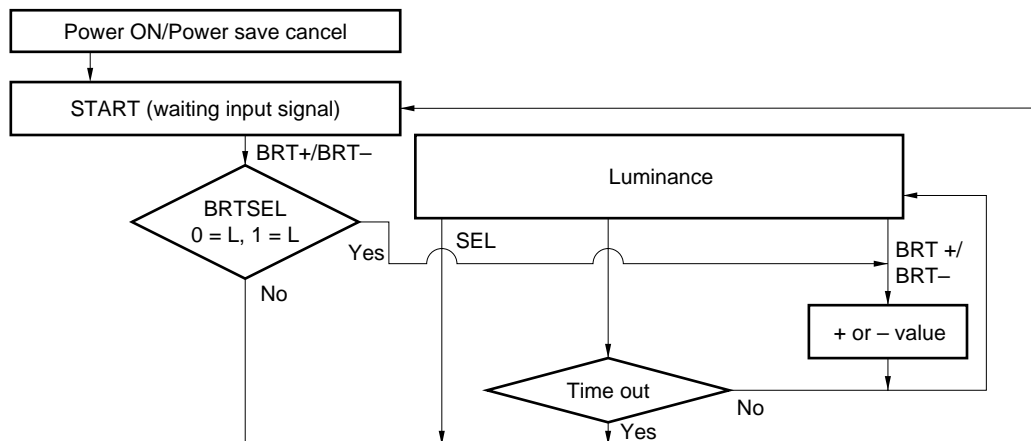 Power ON/Power save cancel
START (waiting input signal)
BRT+/BRT–
Luminance
BRTSEL
0 = L, 1 = L
Yes
SEL
BRT +/
BRT–
No
+ or – value
Time out
No
Yes